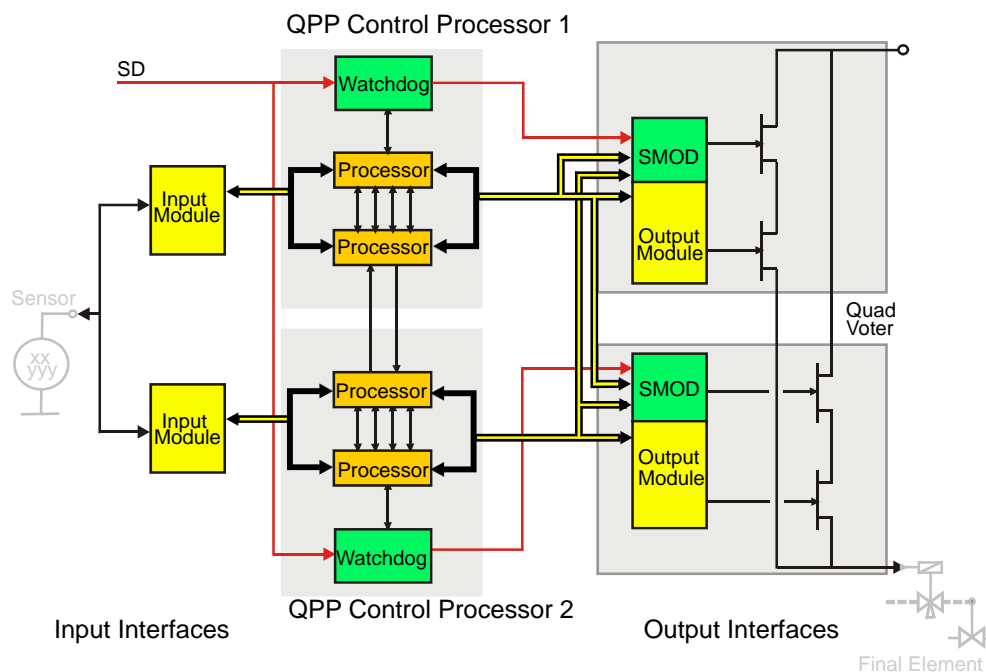 QPP Control Processor 1
SD
Watchdog
Processor
Processor
Input
Module
SMOD
Output
Module
Sensor
xx
yyy
Quad
Voter
Input
Module
Processor
Processor
Watchdog
SMOD
Output
Module
QPP Control Processor 2
Input Interfaces
Output Interfaces
Final Element